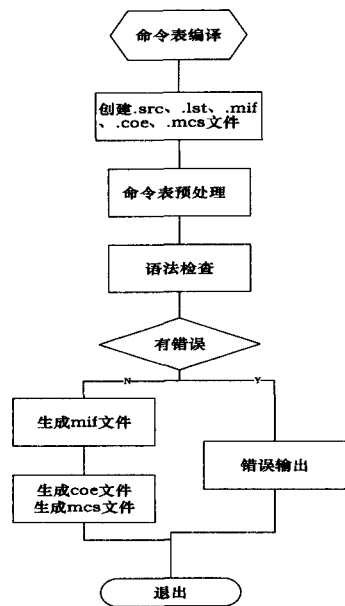 命令表编译
创建.src、.lst、.mif
、.coe、.mcs文件
命令表预处理
语法检查
有错误
N
Y
生成mif文件
错误输出
生成coe文件
生成mcs文件
退出